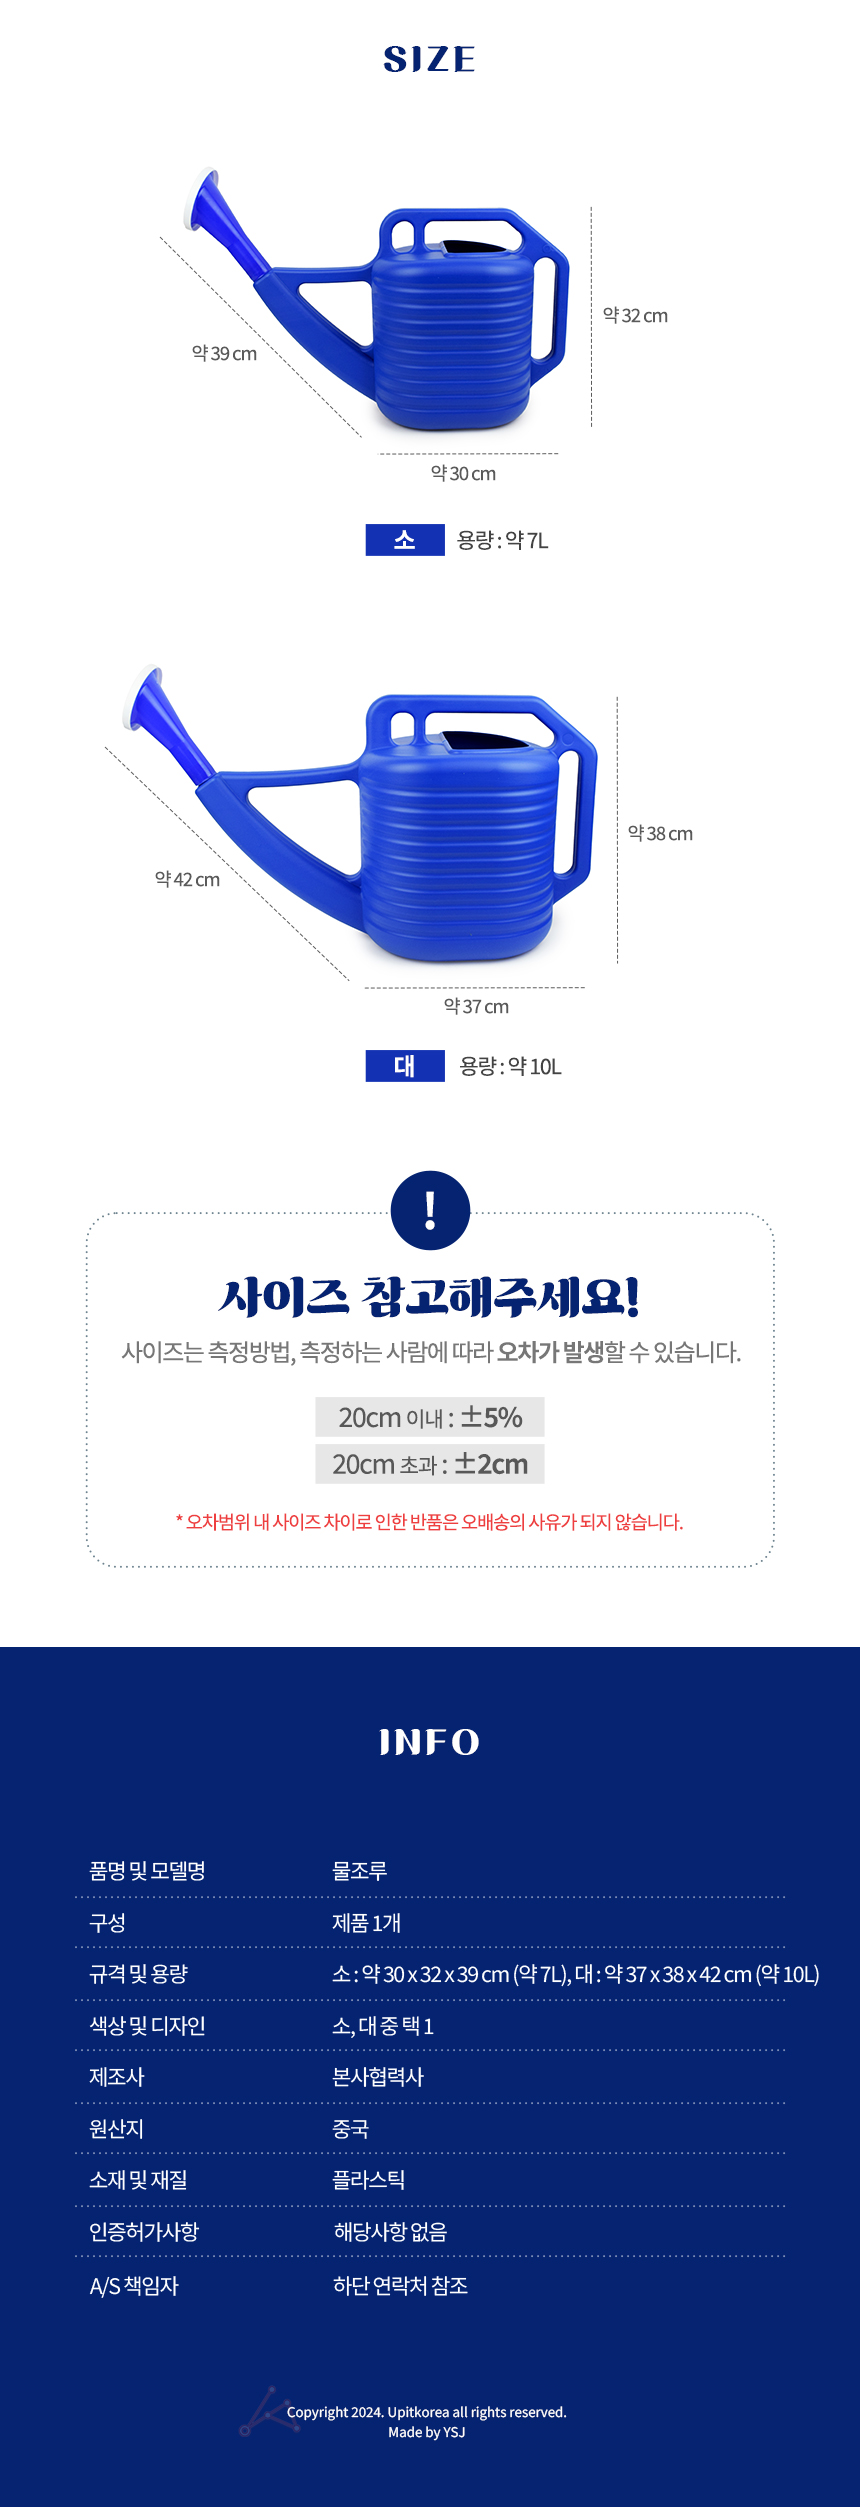 SIZE
약 39 cm
약 32 cm
약 30 cm
소 용량 : 약 7L
약 42 cm
약 38 cm
약 37 cm
대 용량 : 약 10L
!
사이즈 참고해주세요!
사이즈는 측정방법, 측정하는 사람에 따라 오차가 발생할 수 있습니다.
20cm 이내 : ±5%
20cm 초과 : ±2cm
* 오차범위 내 사이즈 차이로 인한 반품은 오배송의 사유가 되지 않습니다.
INFO
품명 및 모델명 물조루
구성 제품 1개
규격 및 용량 소 : 약 30 x 32 x 39 cm (약 7L), 대 : 약 37 x 38 x 42 cm (약 10L)
색상 및 디자인 소, 대 중 택 1
제조사 본사협력사
원산지 중국
소재 및 재질 플라스틱
인증허가사항 해당사항 없음
A/S 책임자 하단 연락처 참조
Copyright 2024. Upitkorea all rights reserved.
Made by YSJ